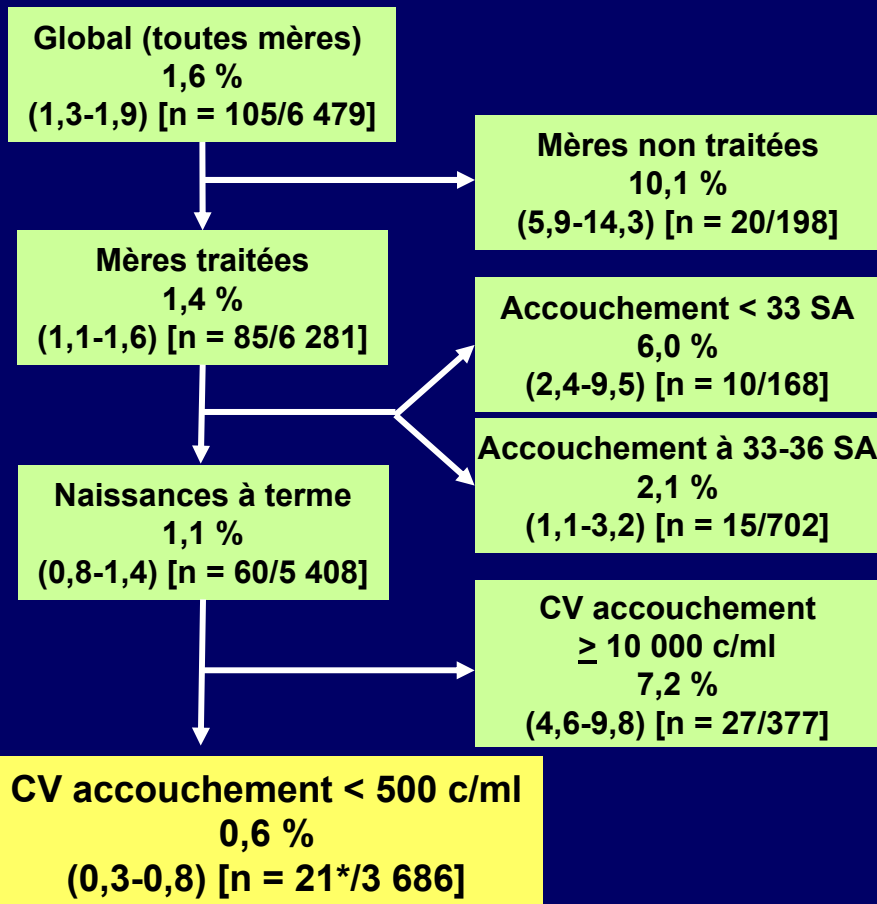 Global (toutes mères)
1,6 %
(1,3-1,9) [n = 105/6 479]
Mères non traitées
10,1 %
(5,9-14,3) [n = 20/198]
Mères traitées
1,4 %
(1,1-1,6) [n = 85/6 281]
Accouchement < 33 SA
6,0 %
(2,4-9,5) [n = 10/168]
Accouchement à 33-36 SA
2,1 %
(1,1-3,2) [n = 15/702]
Naissances à terme
1,1 %
(0,8-1,4) [n = 60/5 408]
CV accouchement
≥ 10 000 c/ml
7,2 %
(4,6-9,8) [n = 27/377]
CV accouchement < 500 c/ml
0,6 %
(0,3-0,8) [n = 21*/3 686]